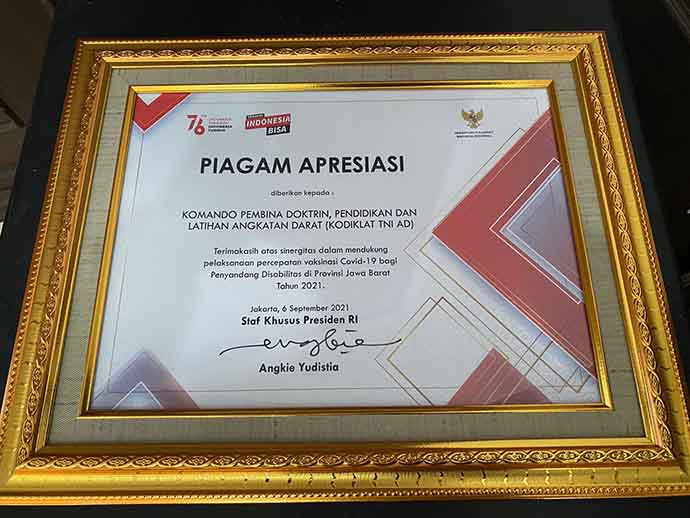 76
INDONESIA
BISA
PIAGAM APRESIASI
diberikan kepada :
KOMANDO PEMBINA DOKTRIN, PENDIDIKAN DAN
LATIHAN ANGKATAN DARAT (KODIKLAT TNI AD)
Terimakasih atas sinergitas dalam mendukung
pelaksanaan percepatan vaksinasi Covid-19 bagi
Penyandang Disabilitas di Provinsi Jawa Barat
Tahun 2021.
Jakarta, 6 September 2021
Staf Khusus Presiden RI
Angkie Yudistia